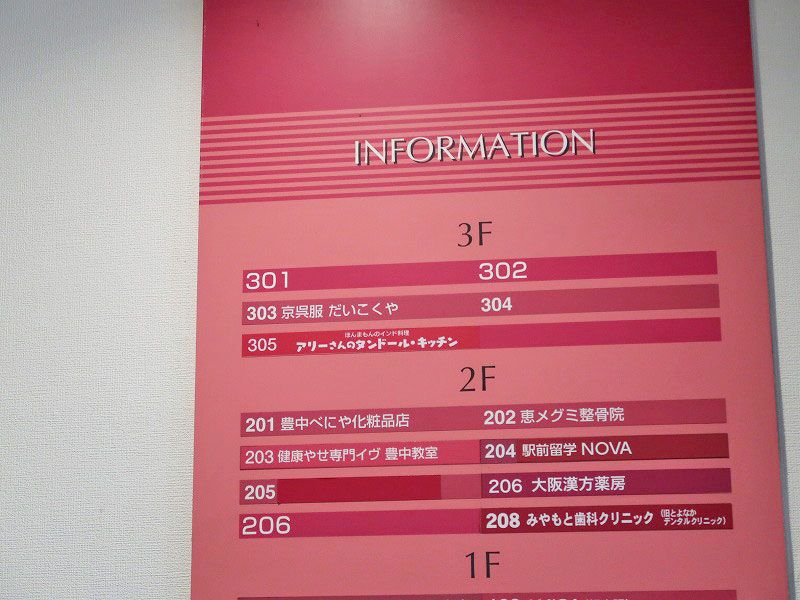 INFORMATION
3F
301 302
303 京呉服 だいこくや 304
ほんまもんのインド料理
305 アリーさんのタンドール・キッチン
2F
201 豊中べにや化粧品店 202 恵メグミ整骨院
203 健康やせ専門イヴ 豊中教室 204 駅前留学 NOVA
205 206 大阪漢方薬房
206 208 みやもと歯科クリニック (旧とよなか
デンタルクリニック)
1F